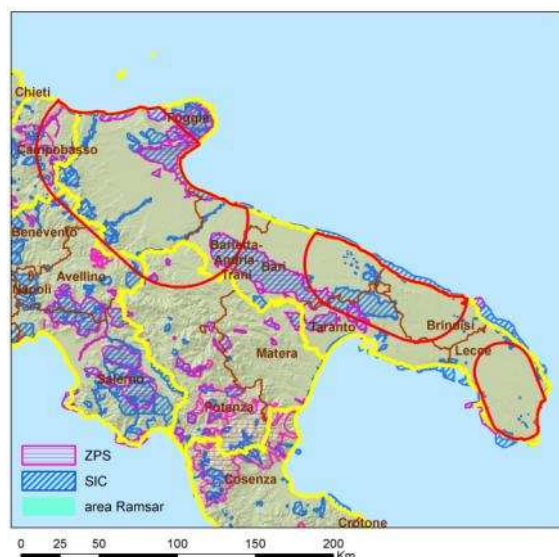 Chieti
Foggia
Campobasso
Benevento
Barletta-
Andria-
Trani
Bari
Avellino
Napoli
Taranto
Brindisi
Matera
Lecce
Salerno
Potenza
Cosenza
Crotone
ZPS
SIC
area Ramsar
0 25 50 100 150 200
Km